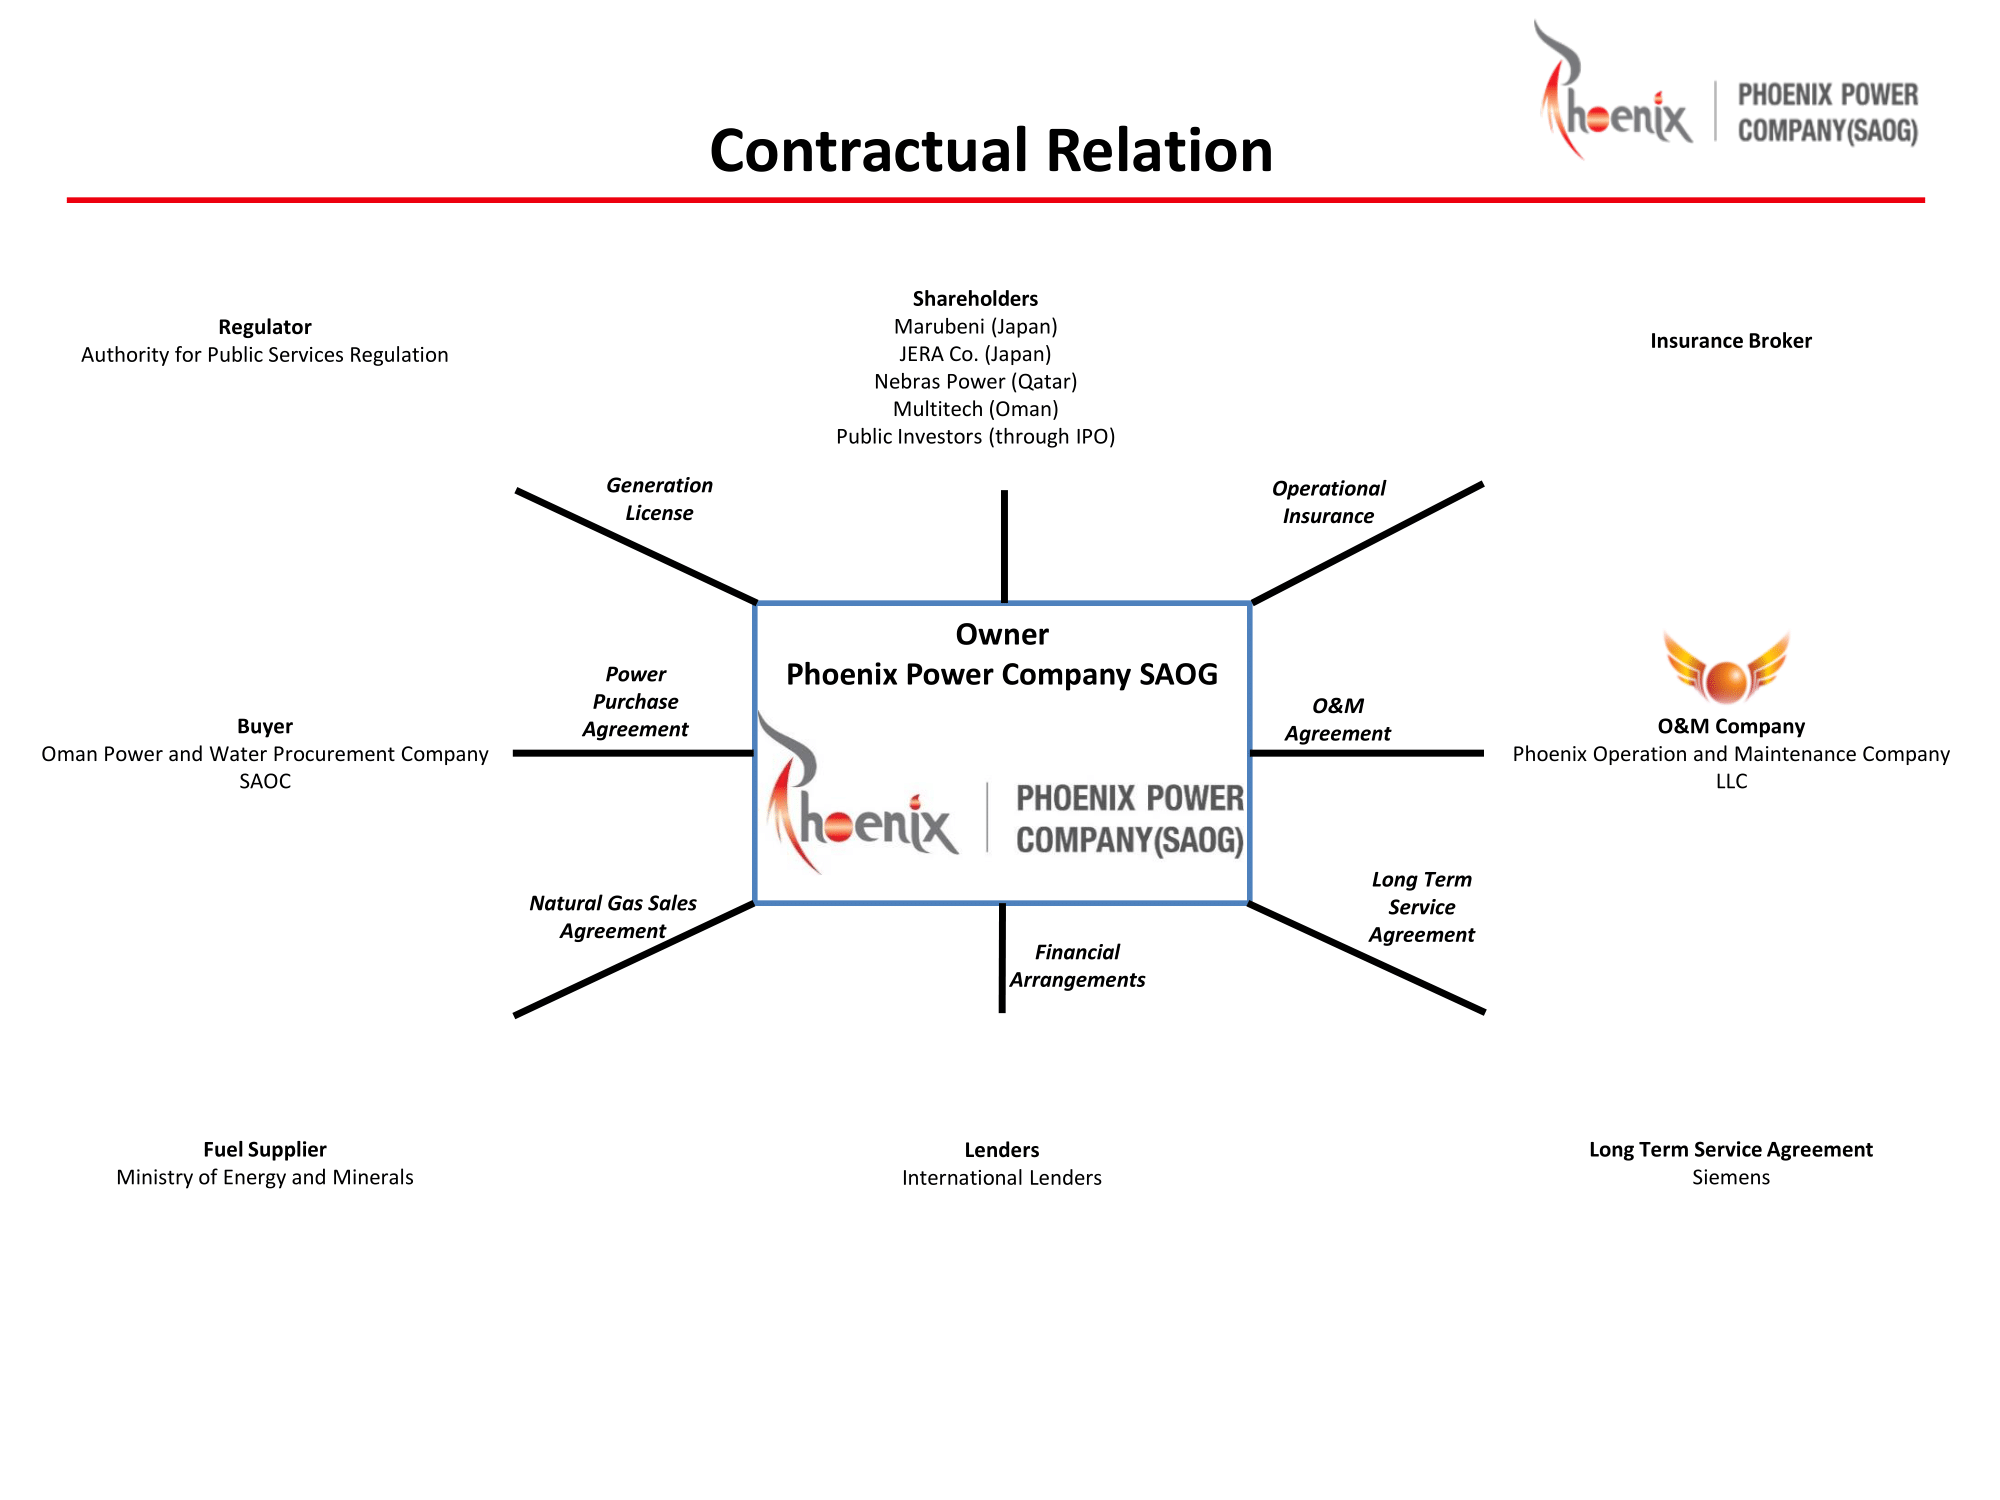 Phoenix
PHOENIX POWER
COMPANY(SAOG)
Contractual Relation
Regulator
Authority for Public Services Regulation
Shareholders
Marubeni (Japan)
JERA Co. (Japan)
Nebras Power (Qatar)
Multitech (Oman)
Public Investors (through IPO)
Insurance Broker
Generation
License
Operational
Insurance
Owner
Phoenix Power Company SAOG
Phoenix
PHOENIX POWER
COMPANY(SAOG)
Power
Purchase
Agreement
Buyer
Oman Power and Water Procurement Company
SAOC
O&M
Agreement
O&M Company
Phoenix Operation and Maintenance Company
LLC
Natural Gas Sales
Agreement
Financial
Arrangements
Long Term
Service
Agreement
Fuel Supplier
Ministry of Energy and Minerals
Lenders
International Lenders
Long Term Service Agreement
Siemens